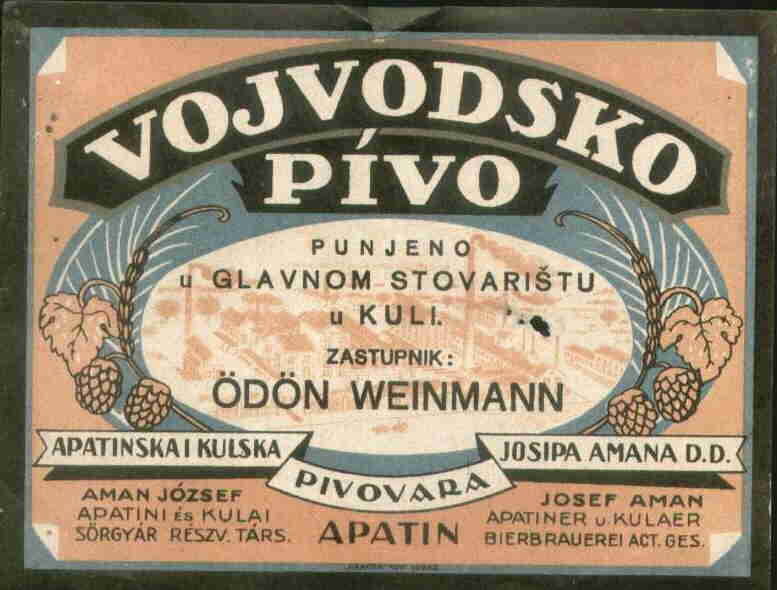 VOJVODSKO
PÍVO
PUNJENO
u GLAVNOM STOVARIŠTU
u KULI.
ZASTUPNIK:
ÖDÖN WEINMANN
APATINSKA I KULSKA
PIVOVARA
JOSIPA AMANA D.D.
AMAN JÓZSEF
APATINI és KULAI
SÖRGYÁR RÉSZV. TÁRS.
APATIN
JOSEF AMAN
APATINER u. KULAER
BIERBRAUEREI ACT. GES.